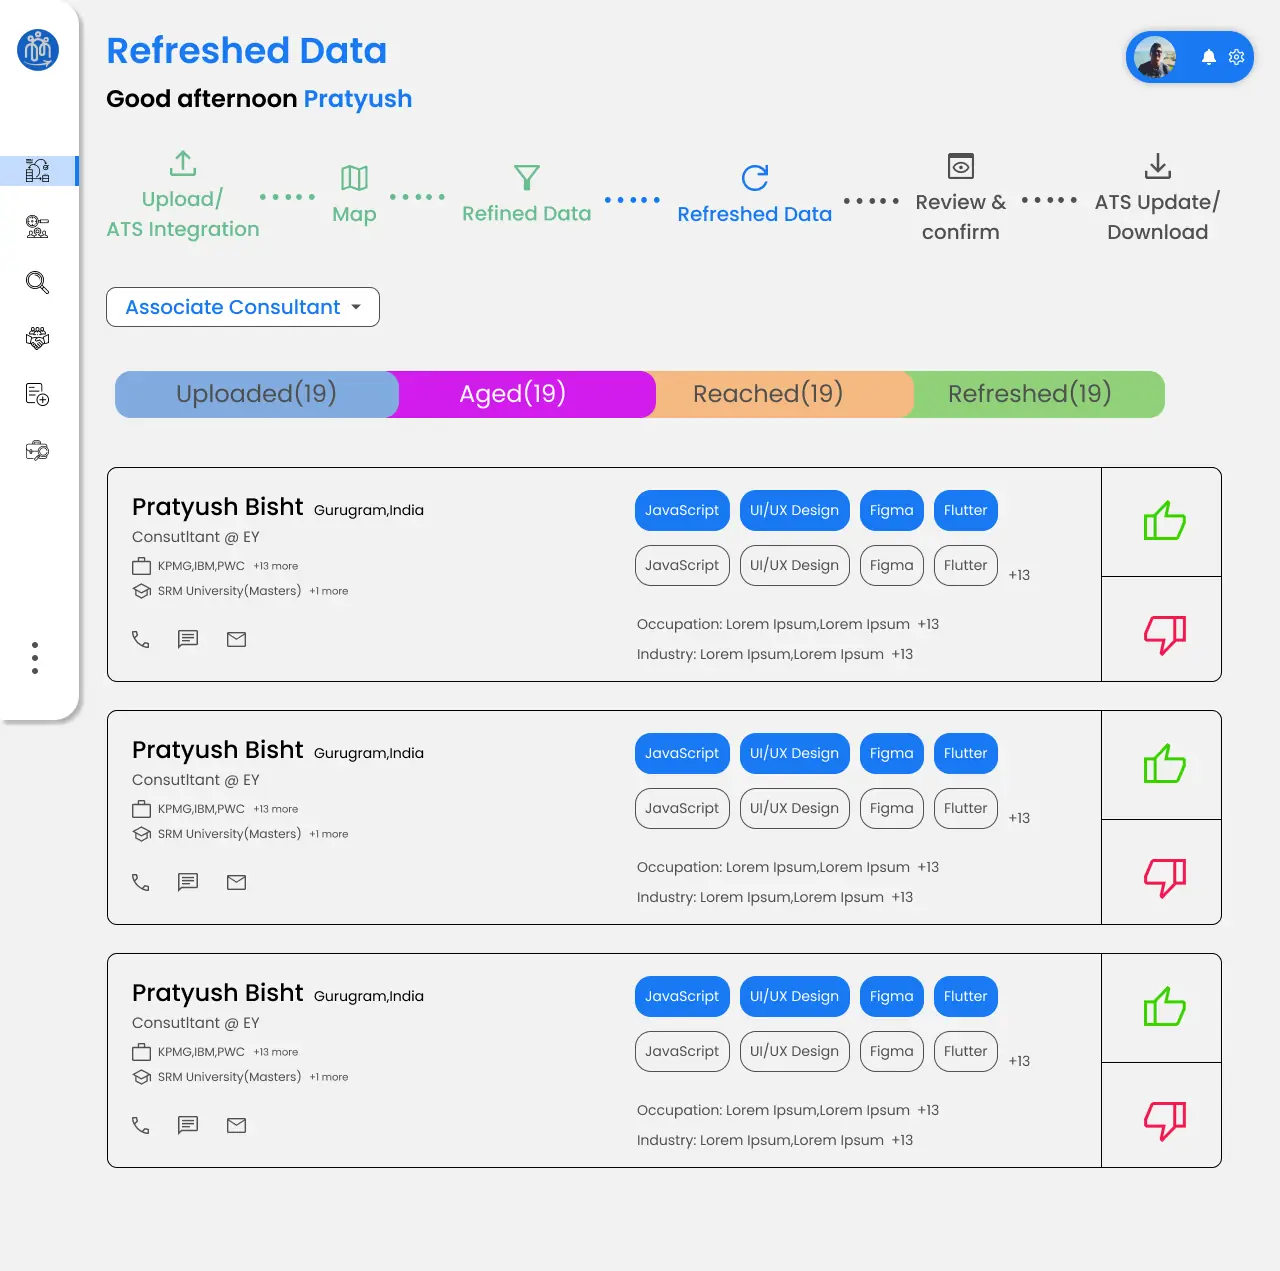 Refreshed Data
Good afternoon Pratyush
Upload/
ATS Integration
Map
Refined Data
Refreshed Data
Review &
confirm
ATS Update/
Download
Associate Consultant
Uploaded(19)
Aged(19)
Reached(19)
Refreshed(19)
Pratyush Bisht Gurugram,India
Consutltant @ EY
KPMG,IBM,PWC +13 more
SRM University(Masters) +1 more
JavaScript UI/UX Design Figma Flutter
JavaScript UI/UX Design Figma Flutter +13
Occupation: Lorem Ipsum,Lorem Ipsum +13
Industry: Lorem Ipsum,Lorem Ipsum +13
Pratyush Bisht Gurugram,India
Consutltant @ EY
KPMG,IBM,PWC +13 more
SRM University(Masters) +1 more
JavaScript UI/UX Design Figma Flutter
JavaScript UI/UX Design Figma Flutter +13
Occupation: Lorem Ipsum,Lorem Ipsum +13
Industry: Lorem Ipsum,Lorem Ipsum +13
Pratyush Bisht Gurugram,India
Consutltant @ EY
KPMG,IBM,PWC +13 more
SRM University(Masters) +1 more
JavaScript UI/UX Design Figma Flutter
JavaScript UI/UX Design Figma Flutter +13
Occupation: Lorem Ipsum,Lorem Ipsum +13
Industry: Lorem Ipsum,Lorem Ipsum +13